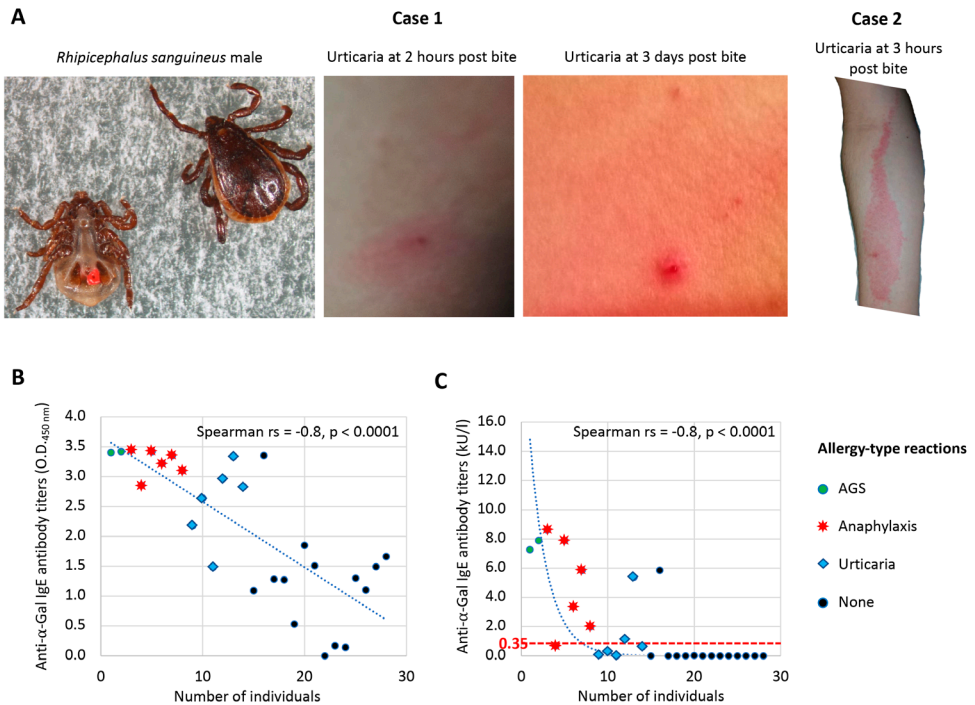 A
Case 1
Case 2
Rhipicephalus sanguineus male
Urticaria at 2 hours post bite
Urticaria at 3 days post bite
Urticaria at 3 hours
post bite
B
Anti-α-Gal IgE antibody titers (O.D.450 nm)
4.0
3.5
3.0
2.5
2.0
1.5
1.0
0.5
0.0
Spearman rs = -0.8, p < 0.0001
0
10
20
30
Number of individuals
C
Anti-α-Gal IgE antibody titers (kU/l)
16.0
14.0
12.0
10.0
8.0
6.0
4.0
2.0
0.35
0.0
Spearman rs = -0.8, p < 0.0001
0
10
20
30
Number of individuals
Allergy-type reactions
AGS
Anaphylaxis
Urticaria
None